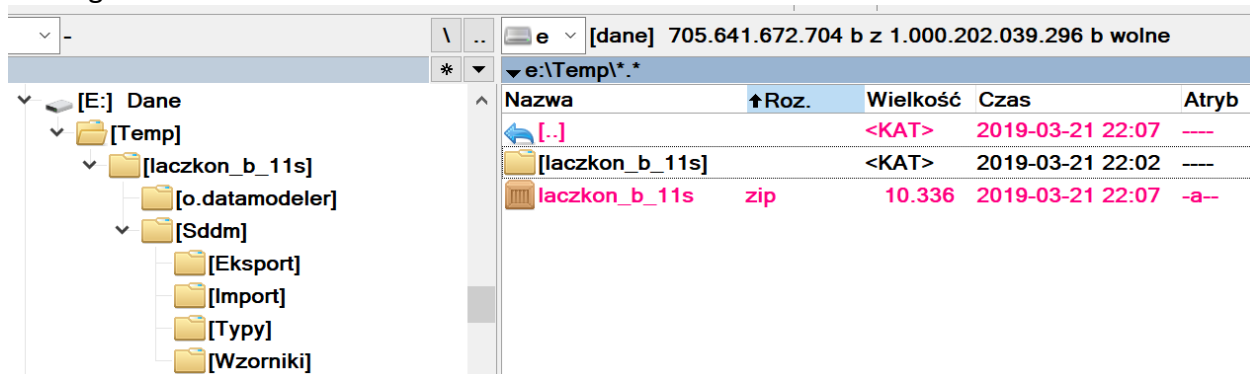 -
\ ..
* ▼
[E:] Dane
[Temp]
[laczkon_b_11s]
[o.datamodeler]
[Sddm]
[Eksport]
[Import]
[Typy]
[Wzorniki]
e [dane] 705.641.672.704 b z 1.000.202.039.296 b wolne
e:\Temp\*.*
Nazwa ↑Roz. Wielkość Czas Atryb
[..] <KAT> 2019-03-21 22:07 ----
[laczkon_b_11s] <KAT> 2019-03-21 22:02 ----
laczkon_b_11s zip 10.336 2019-03-21 22:07 -a--